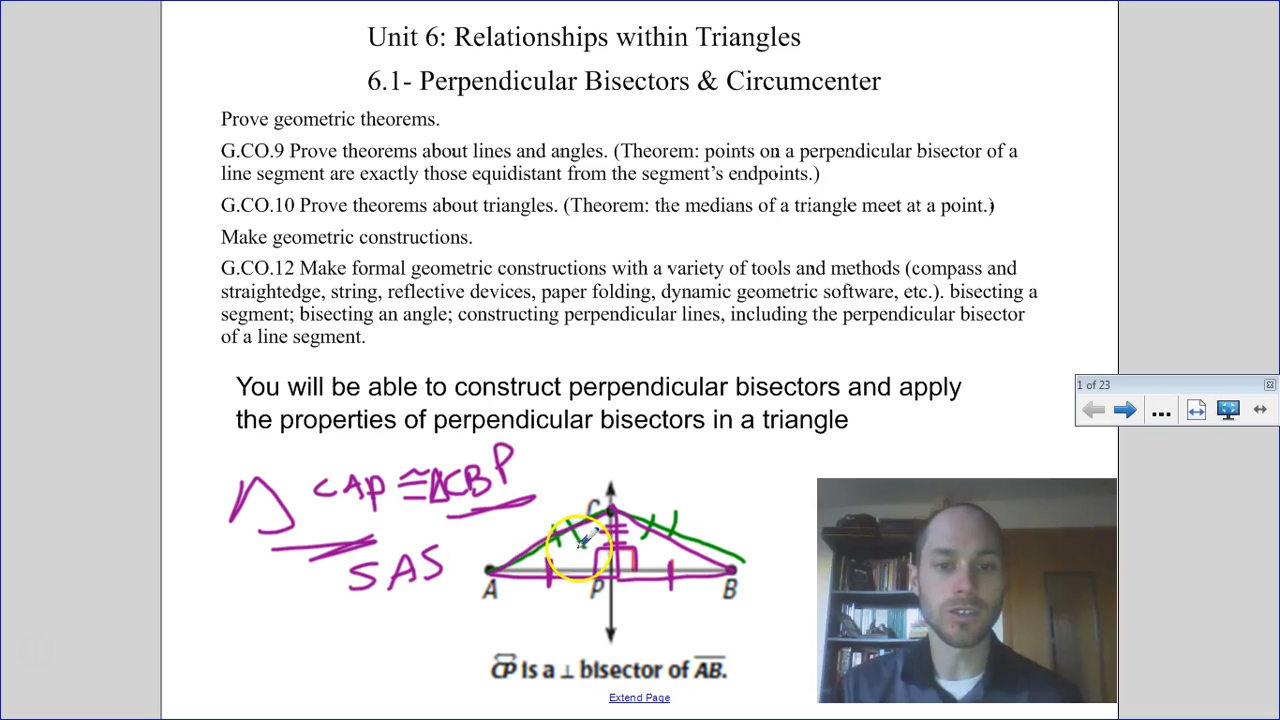 Unit 6: Relationships within Triangles
6.1- Perpendicular Bisectors & Circumcenter
Prove geometric theorems.
G.CO.9 Prove theorems about lines and angles. (Theorem: points on a perpendicular bisector of a
line segment are exactly those equidistant from the segment's endpoints.)
G.CO.10 Prove theorems about triangles. (Theorem: the medians of a triangle meet at a point.)
Make geometric constructions.
G.CO.12 Make formal geometric constructions with a variety of tools and methods (compass and
straightedge, string, reflective devices, paper folding, dynamic geometric software, etc.). bisecting a
segment; bisecting an angle; constructing perpendicular lines, including the perpendicular bisector
of a line segment.
1 of 23
You will be able to construct perpendicular bisectors and apply
the properties of perpendicular bisectors in a triangle
...
△ CAP ≅ △CBP
SAS
C
A P B
CP is a ⊥ bisector of AB.
Extend Page